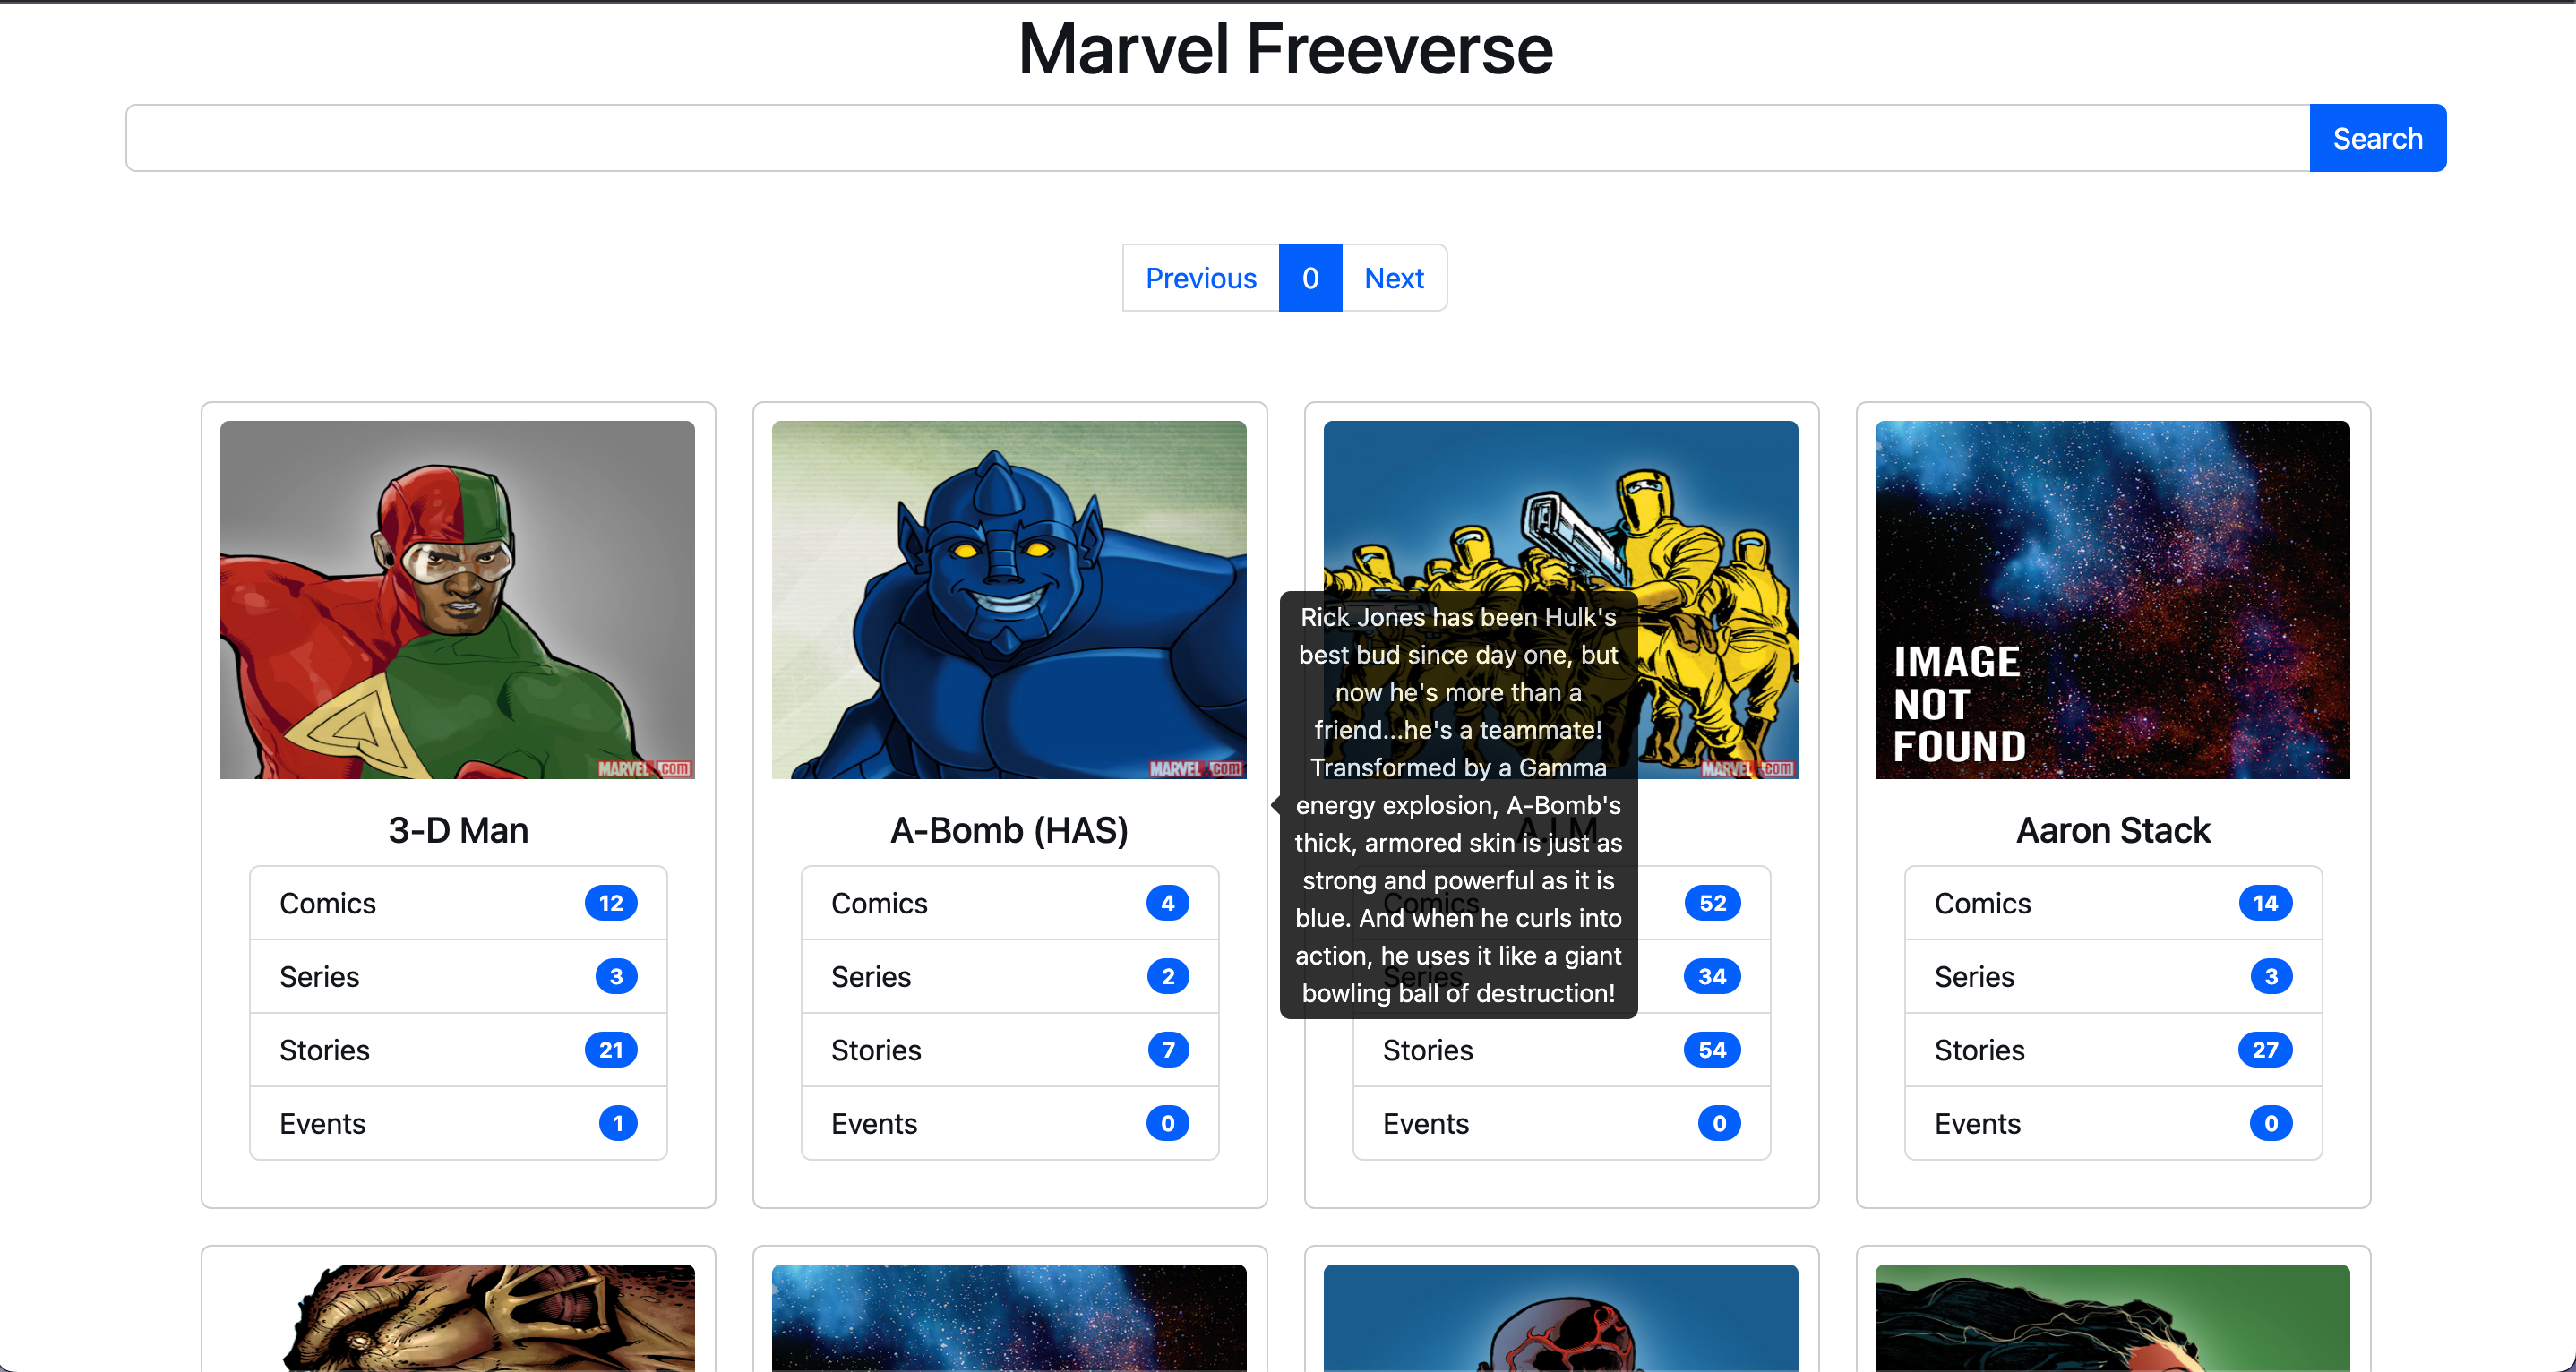 Marvel Freeverse
Search
Previous 0 Next
MARVEL.com
3-D Man
Comics 12
Series 3
Stories 21
Events 1
MARVEL.com
A-Bomb (HAS)
Comics 4
Series 2
Stories 7
Events 0
Rick Jones has been Hulk's
best bud since day one, but
now he's more than a
friend...he's a teammate!
Transformed by a Gamma
energy explosion, A-Bomb's
thick, armored skin is just as
strong and powerful as it is
blue. And when he curls into
action, he uses it like a giant
bowling ball of destruction!
MARVEL.com
A.I.M
Comics 52
Series 34
Stories 54
Events 0
IMAGE
NOT
FOUND
Aaron Stack
Comics 14
Series 3
Stories 27
Events 0